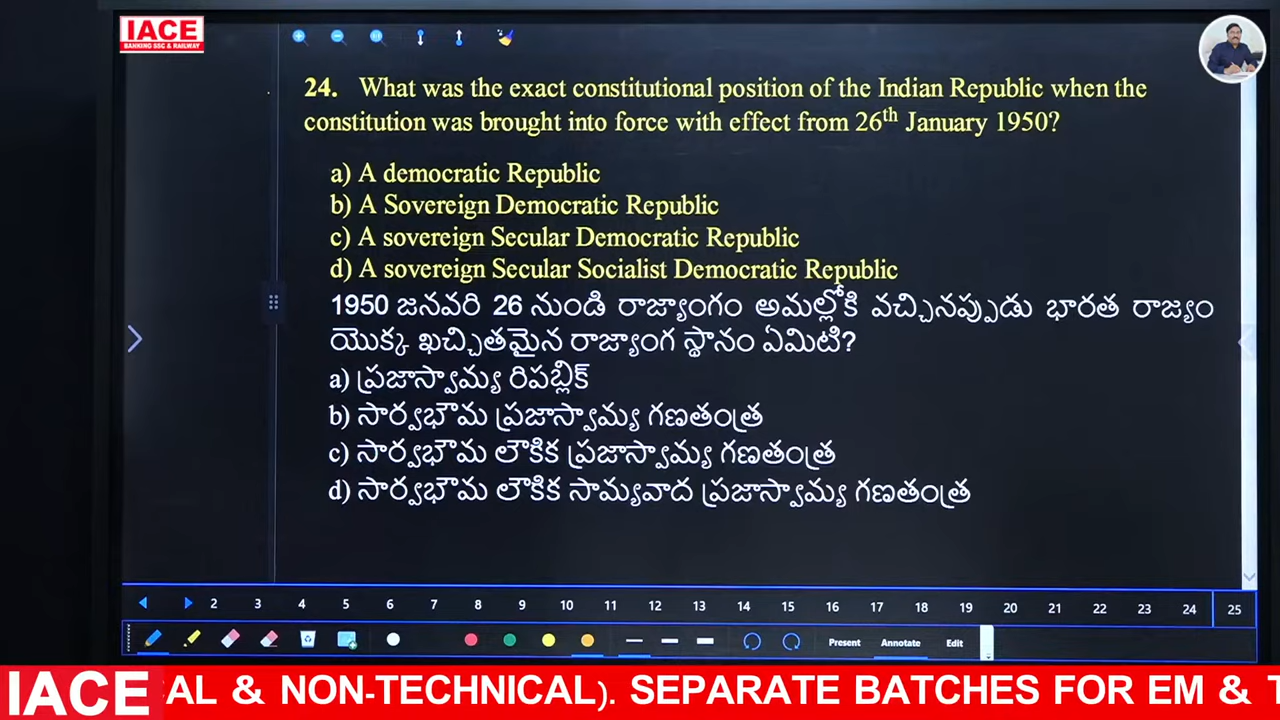 IACE
BANKING SSC & RAILWAY
24. What was the exact constitutional position of the Indian Republic when the
constitution was brought into force with effect from 26th January 1950?
a) A democratic Republic
b) A Sovereign Democratic Republic
c) A sovereign Secular Democratic Republic
d) A sovereign Secular Socialist Democratic Republic
1950 జనవరి 26 నుండి రాజ్యాంగం అమల్లోకి వచ్చినప్పుడు భారత రాజ్యం
యొక్క ఖచ్చితమైన రాజ్యాంగ స్థానం ఏమిటి?
a) ప్రజాస్వామ్య రిపబ్లిక్
b) సార్వభౌమ ప్రజాస్వామ్య గణతంత్ర
c) సార్వభౌమ లౌకిక ప్రజాస్వామ్య గణతంత్ర
d) సార్వభౌమ లౌకిక సామ్యవాద ప్రజాస్వామ్య గణతంత్ర
2 3 4 5 6 7 8 9 10 11 12 13 14 15 16 17 18 19 20 21 22 23 24 25
Present Annotate Edit
IACE AL & NON-TECHNICAL). SEPARATE BATCHES FOR EM & T